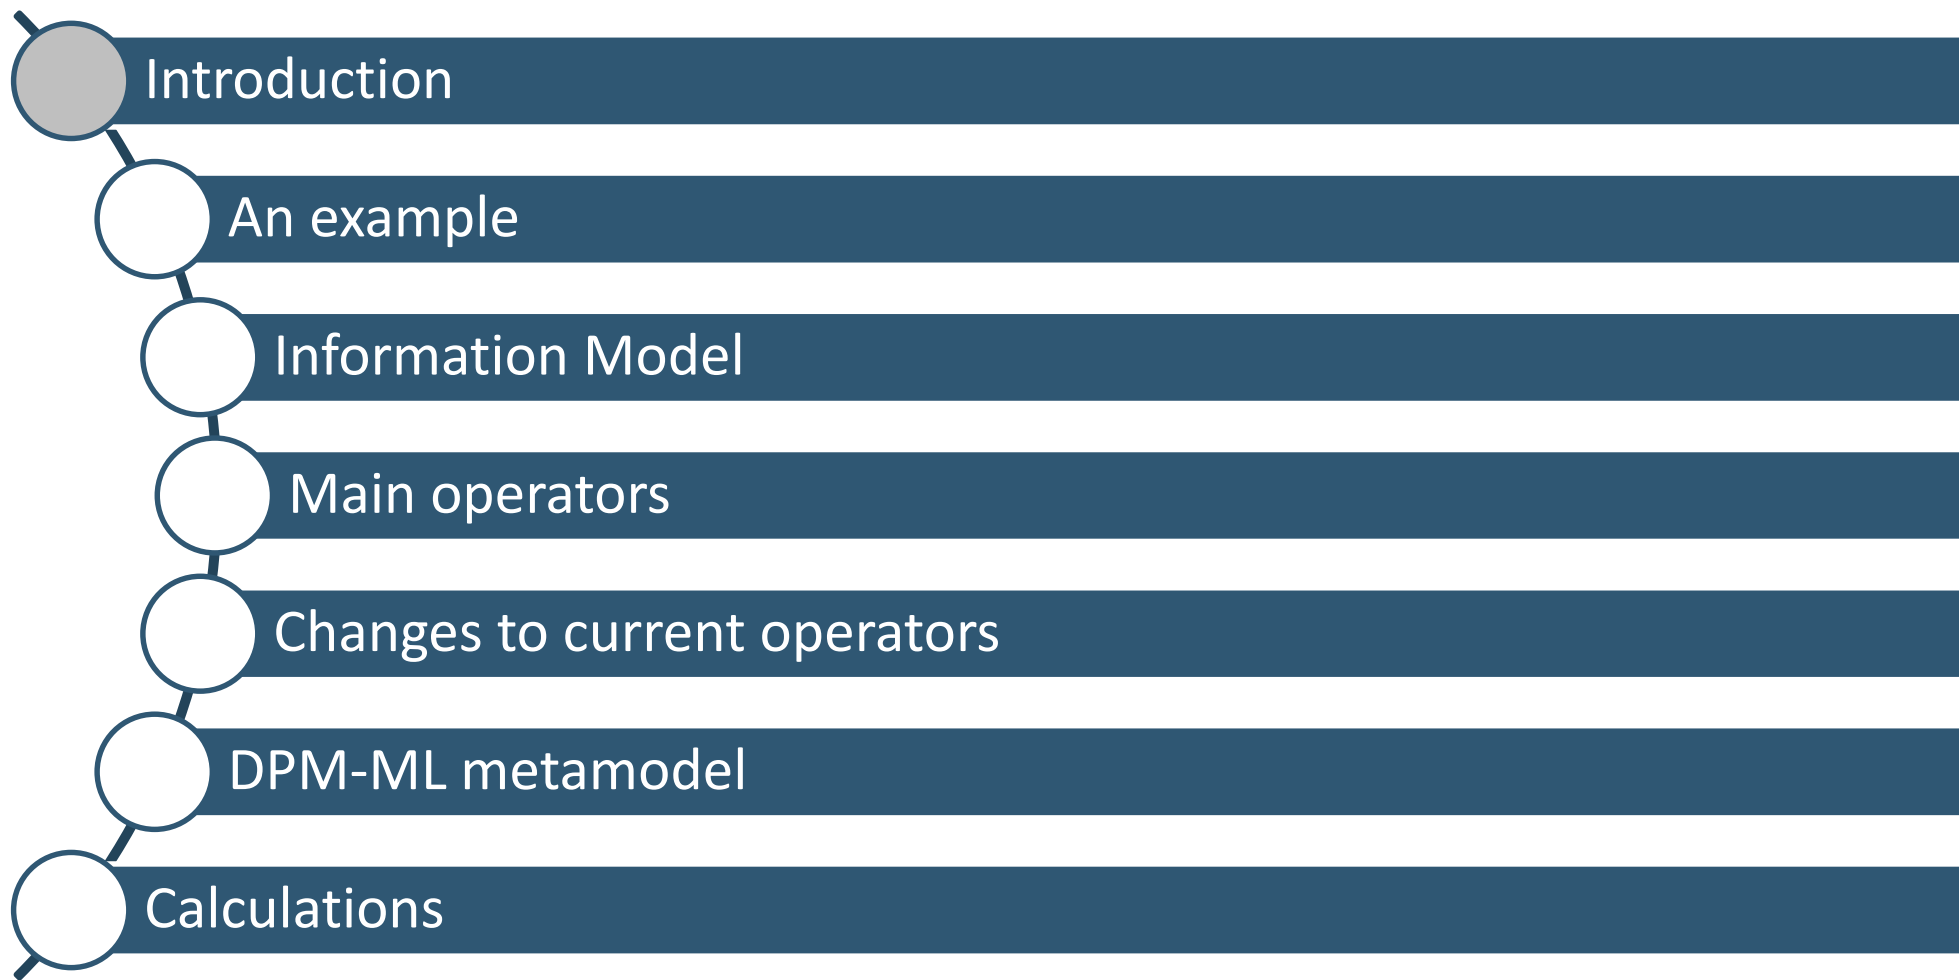 Introduction
An example
Information Model
Main operators
Changes to current operators
DPM-ML metamodel
Calculations